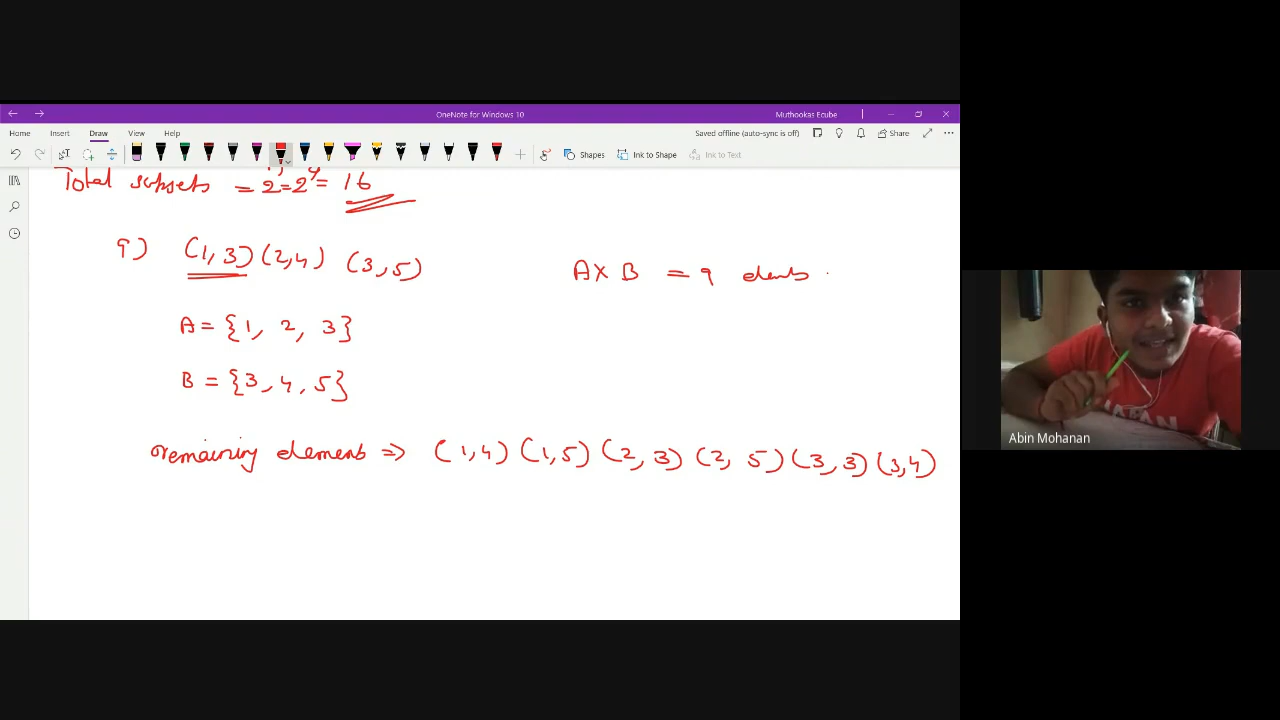 OneNote for Windows 10
Muthookas Ecube
Home Insert Draw View Help
Saved offline (auto-sync is off)
Share
Shapes Ink to Shape Ink to Text
Total subsets = 2 = 2⁴ = 16
9) (1, 3) (2, 4) (3, 5)
A X B = 9 elents
A = {1, 2, 3}
B = {3, 4, 5}
remaining element ⇒ (1, 4) (1, 5) (2, 3) (2, 5) (3, 3) (3, 4)
Abin Mohanan